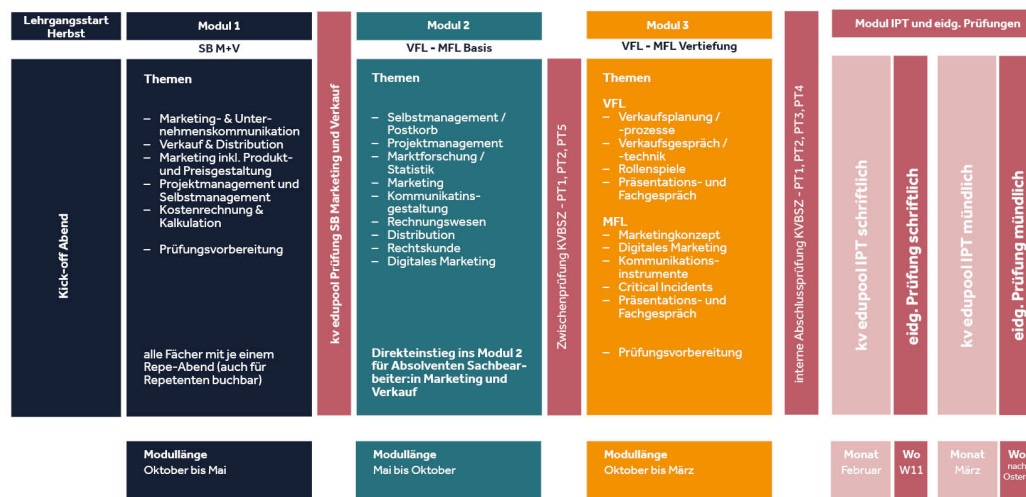 Lehrgangsstart
Herbst
Kick-off Abend
Modul 1
SB M+V
Themen
– Marketing- & Unter-
nehmenskommunikation
– Verkauf & Distribution
– Marketing inkl. Produkt-
und Preisgestaltung
– Projektmanagement und
Selbstmanagement
– Kostenrechnung &
Kalkulation
– Prüfungsvorbereitung
alle Fächer mit je einem
Repe-Abend (auch für
Repetenten buchbar)
Modullänge
Oktober bis Mai
kv edupool Prüfung SB Marketing und Verkauf
Modul 2
VFL - MFL Basis
Themen
– Selbstmanagement /
Postkorb
– Projektmanagement
– Marktforschung /
Statistik
– Marketing
– Kommunikatins-
gestaltung
– Rechnungswesen
– Distribution
– Rechtskunde
– Digitales Marketing
Direkteinstieg ins Modul 2
für Absolventen Sachbear-
beiter:in Marketing und
Verkauf
Modullänge
Mai bis Oktober
Zwischenprüfung KVBSZ - PT1, PT2, PT5
Modul 3
VFL - MFL Vertiefung
Themen
VFL
– Verkaufsplanung /
-prozesse
– Verkaufsgespräch /
-technik
– Rollenspiele
– Präsentations- und
Fachgespräch
MFL
– Marketingkonzept
– Digitales Marketing
– Kommunikations-
instrumente
– Critical Incidents
– Präsentations- und
Fachgespräch
– Prüfungsvorbereitung
Modullänge
Oktober bis März
interne Abschlussprüfung KVBSZ - PT1, PT2, PT3, PT4
Modul IPT und eidg. Prüfungen
kv edupool IPT schriftlich
eidg. Prüfung schriftlich
kv edupool IPT mündlich
eidg. Prüfung mündlich
Monat
Februar
Wo
W11
Monat
März
Wo
nach
Ostern